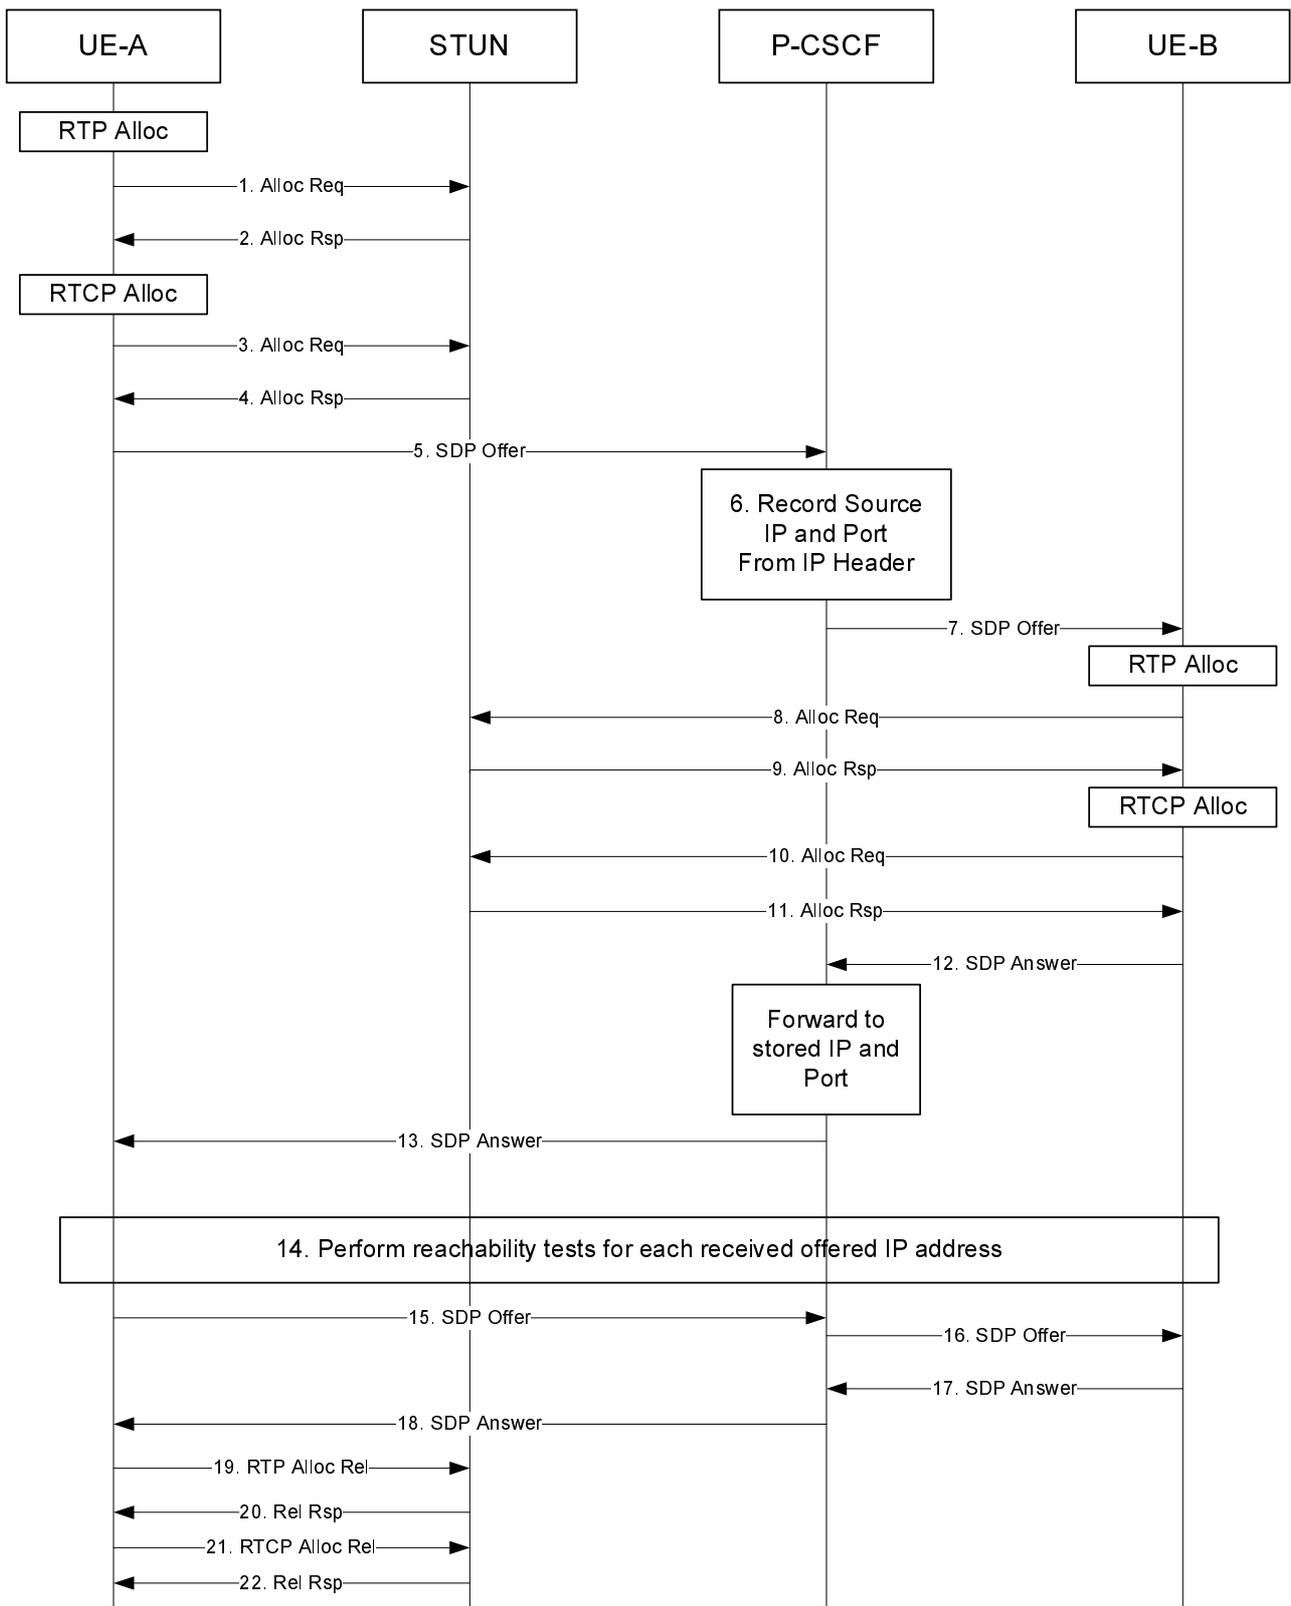 UE-A
STUN
P-CSCF
UE-B
RTP Alloc
1. Alloc Req
2. Alloc Rsp
RTCP Alloc
3. Alloc Req
4. Alloc Rsp
5. SDP Offer
6. Record Source
IP and Port
From IP Header
7. SDP Offer
RTP Alloc
8. Alloc Req
9. Alloc Rsp
RTCP Alloc
10. Alloc Req
11. Alloc Rsp
12. SDP Answer
Forward to
stored IP and
Port
13. SDP Answer
14. Perform reachability tests for each received offered IP address
15. SDP Offer
16. SDP Offer
17. SDP Answer
18. SDP Answer
19. RTP Alloc Rel
20. Rel Rsp
21. RTCP Alloc Rel
22. Rel Rsp